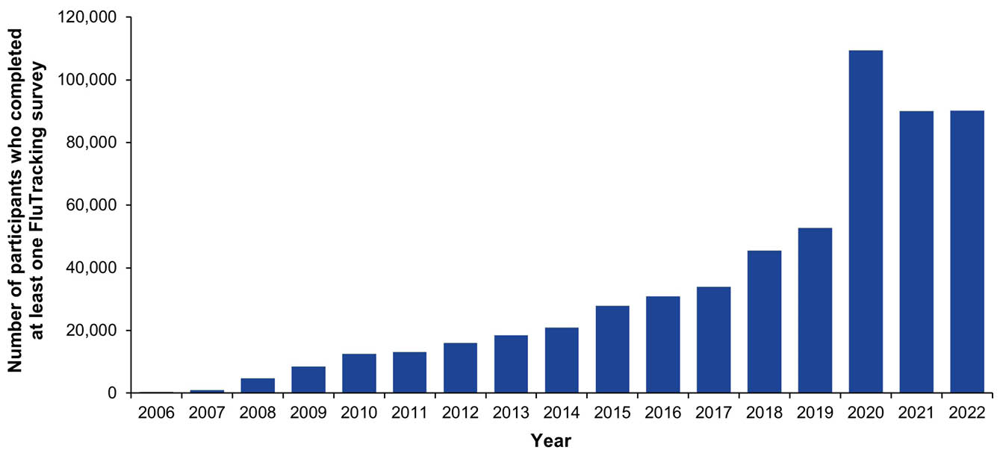 Number of participants who completed
at least one FluTracking survey
120,000
100,000
80,000
60,000
40,000
20,000
0
2006 2007 2008 2009 2010 2011 2012 2013 2014 2015 2016 2017 2018 2019 2020 2021 2022
Year